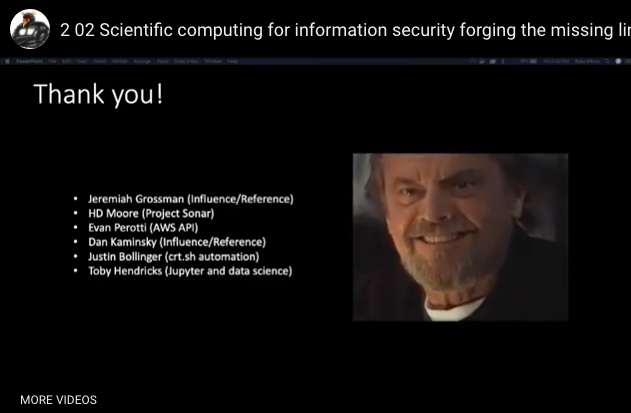 2 02 Scientific computing for information security forging the missing
Thank you!
• Jeremiah Grossman (Influence/Reference)
• HD Moore (Project Sonar)
• Evan Perotti (AWS API)
• Dan Kaminsky (Influence/Reference)
• Justin Bollinger (crt.sh automation)
• Toby Hendricks (Jupyter and data science)
MORE VIDEOS